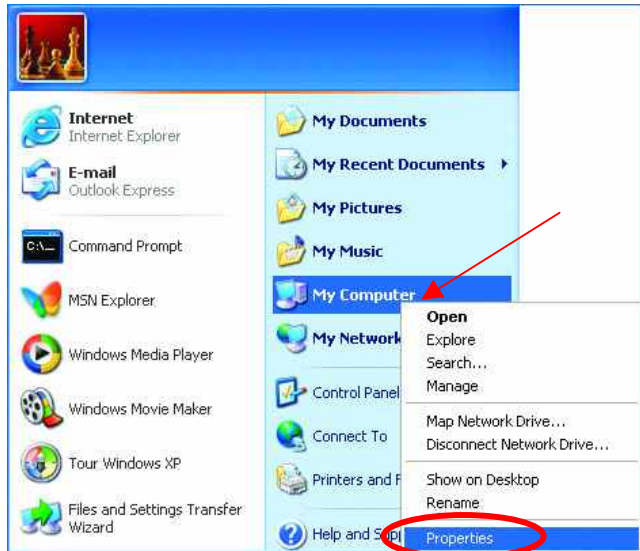 Internet
Internet Explorer
E-mail
Outlook Express
C:\_
Command Prompt
MSN Explorer
Windows Media Player
Windows Movie Maker
Tour Windows XP
Files and Settings Transfer
Wizard
My Documents
My Recent Documents
My Pictures
My Music
My Computer
My Network
Control Panel
Connect To
Printers and F
Help and Supp
Open
Explore
Search...
Manage
Map Network Drive...
Disconnect Network Drive...
Show on Desktop
Rename
Properties